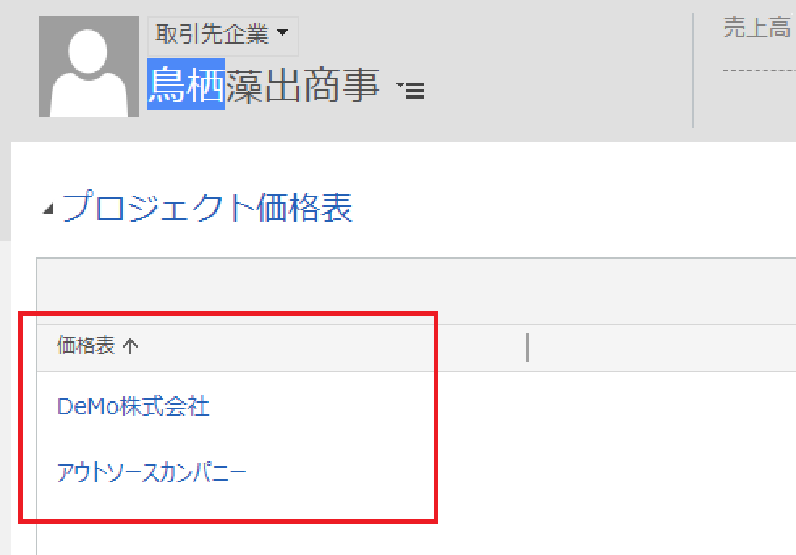 取引先企業
売上高
鳥栖藻出商事
プロジェクト価格表
価格表
DeMo株式会社
アウトソースカンパニー